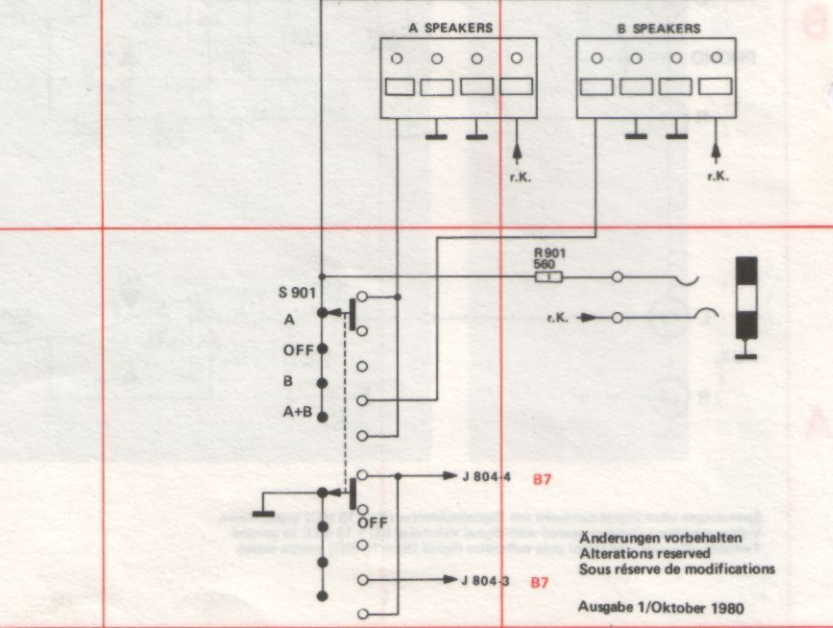 A SPEAKERS
B SPEAKERS
r.K.
r.K.
R901
560
S 901
A
r.K.
OFF
B
A+B
J 804-4 B7
OFF
J 804-3 B7
Änderungen vorbehalten
Alterations reserved
Sous réserve de modifications
Ausgabe 1/Oktober 1980